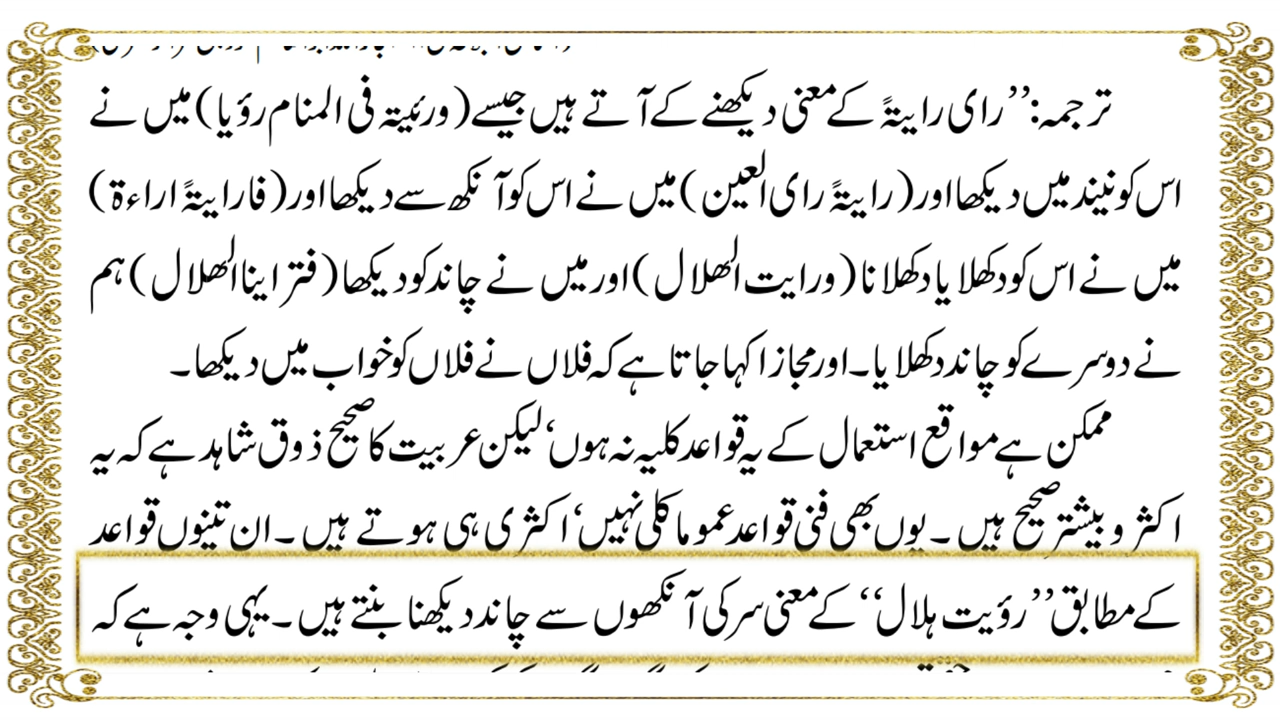 ترجمہ:’’رای رایتہً کے معنی دیکھنے کے آتے ہیں جیسے (ورئیتہ فی المنام رؤیا) میں نے
اس کو نیند میں دیکھا اور (رایتہً رای العین) میں نے اس کو آنکھ سے دیکھا اور (فارایتہً اراءۃ)
میں نے اس کو دکھلایا دکھلانا (ورایت الھلال) اور میں نے چاند کو دیکھا (فتراینا الھلال) ہم
نے دوسرے کو چاند دکھلایا۔ اور مجازا کہا جاتا ہے کہ فلاں نے فلاں کو خواب میں دیکھا۔
ممکن ہے مواقع استعمال کے یہ قواعد کلیہ نہ ہوں‘ لیکن عربیت کا صحیح ذوق شاہد ہے کہ یہ
اکثر و بیشتر صحیح ہیں۔ یوں بھی فنی قواعد عموما کلی نہیں‘ اکثری ہی ہوتے ہیں۔ ان تینوں قواعد
کے مطابق ’’رؤیت ہلال‘‘ کے معنی سر کی آنکھوں سے چاند دیکھنا بنتے ہیں۔ یہی وجہ ہے کہ